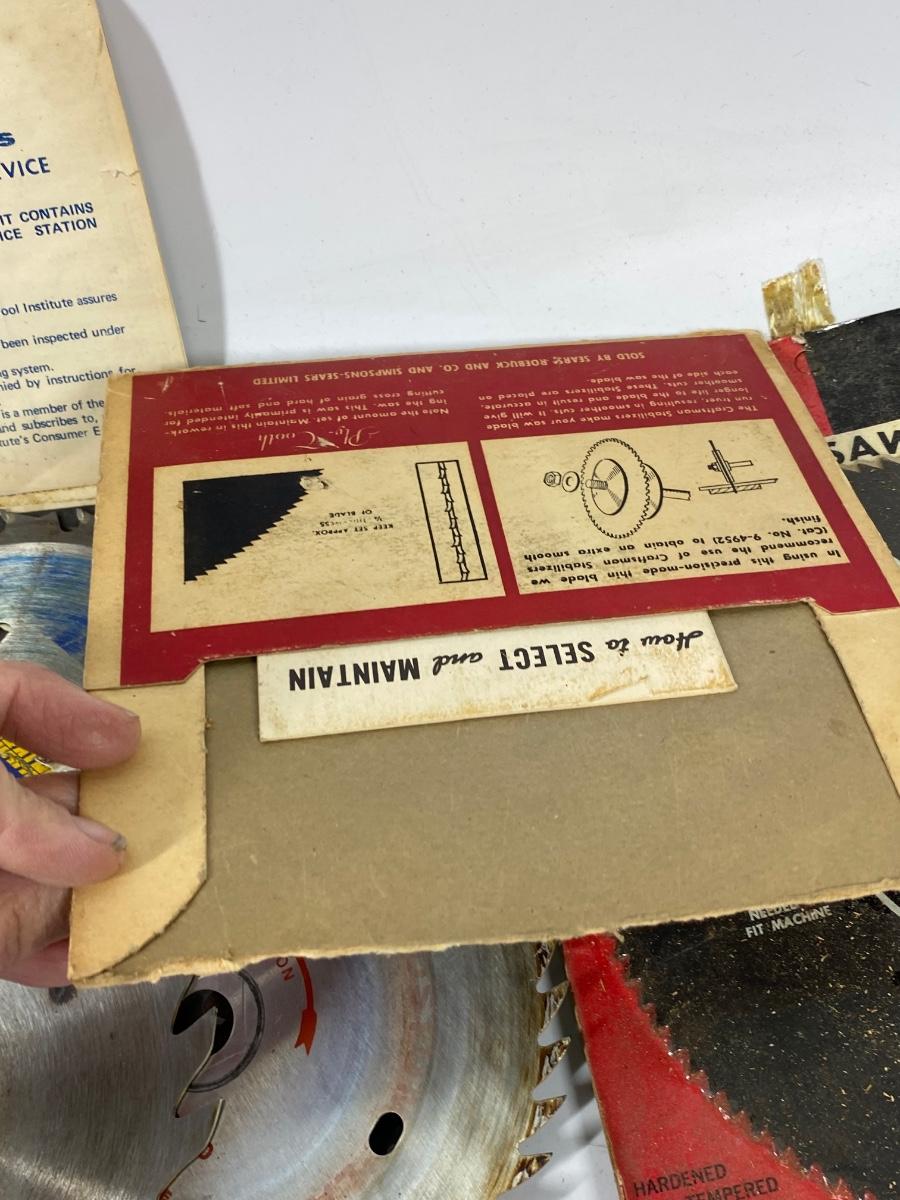 s
VICE
IT CONTAINS
ICE STATION
ool Institute assures
been inspected under
g system.
nied by instructions for
is a member of the
and subscribes to,
tute's Consumer E
In using this precision-made thin blade we
recommend the use of Craftsman Stabilizers
(Cat. No. 9-4952) to obtain an extra smooth
finish.
The Craftsman Stabilizers make your saw blade
run truer, resulting in smoother cuts. It will give
longer life to the blade and result in accurate,
smoother cuts. These Stabilizers are placed on
each side of the saw blade.
KEEP SET APPROX.
OF BLADE
Ply Tooth
Note the amount of set. Maintain this in rework-
ing the saw. This saw is primarily intended for
cutting cross grain of hard and soft materials
SOLD BY SEARS, ROEBUCK AND CO. AND SIMPSONS-SEARS LIMITED
How to SELECT and MAINTAIN
SAW
FIT MACHINE
ON
HARDENED
TEMPERED